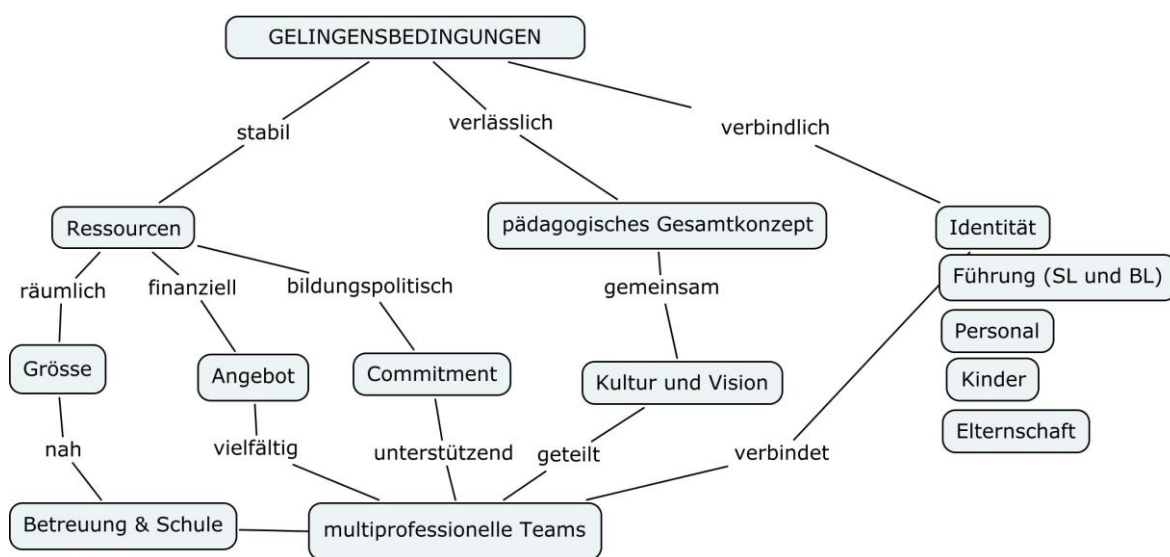 GELINGENSBEDINGUNGEN
stabil
verlässlich
verbindlich
Ressourcen
pädagogisches Gesamtkonzept
Identität
räumlich
finanziell
bildungspolitisch
gemeinsam
Führung (SL und BL)
Personal
Grösse
Angebot
Commitment
Kultur und Vision
Kinder
Elternschaft
nah
vielfältig
unterstützend
geteilt
verbindet
Betreuung & Schule
multiprofessionelle Teams